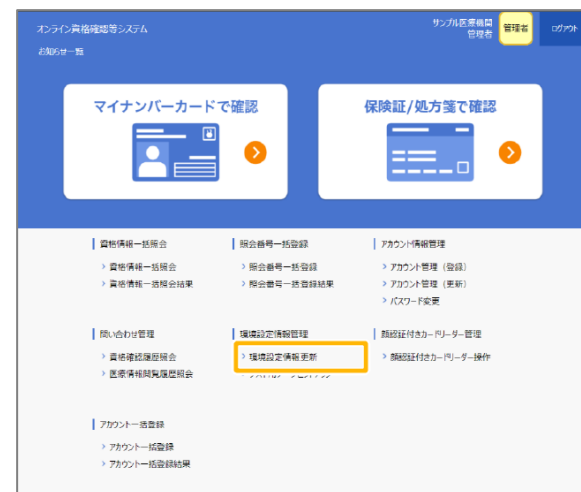 オンライン資格確認等システム
サンプル医療機関
管理者
管理者
ログアウト
お知らせ一覧
マイナンバーカードで確認
保険証/処方箋で確認
資格情報一括照会
照会番号一括登録
アカウント情報管理
資格情報一括照会
照会番号一括登録
アカウント管理（登録）
資格情報一括照会結果
照会番号一括登録結果
アカウント管理（更新）
パスワード変更
問い合わせ管理
環境設定情報管理
顔認証付きカードリーダー管理
資格確認履歴照会
環境設定情報更新
顔認証付きカードリーダー操作
医療情報閲覧履歴照会
アカウント一括登録
アカウント一括登録
アカウント一括登録結果